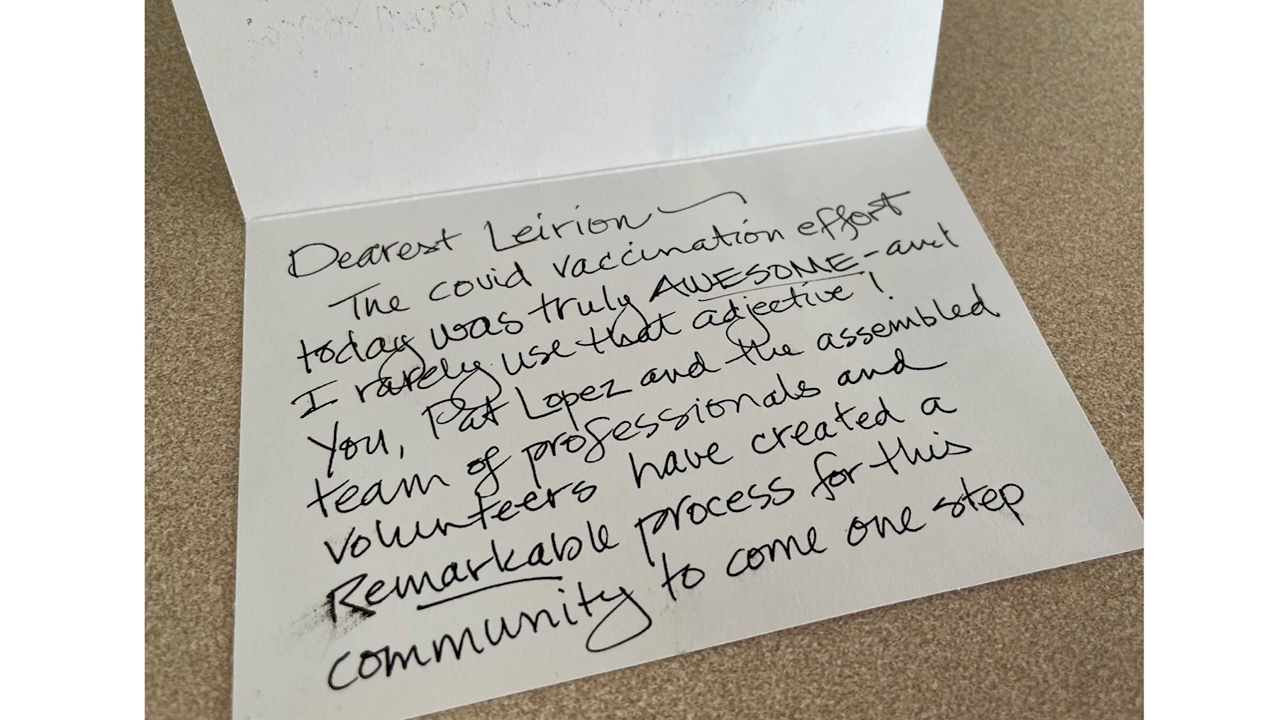 Dearest Leirion
The covid vaccination effort
today was truly AWESOME - and
I rarely use that adjective!
You, Pat Lopez and the assembled
team of professionals and
volunteers have created a
Remarkable process for this
community to come one step